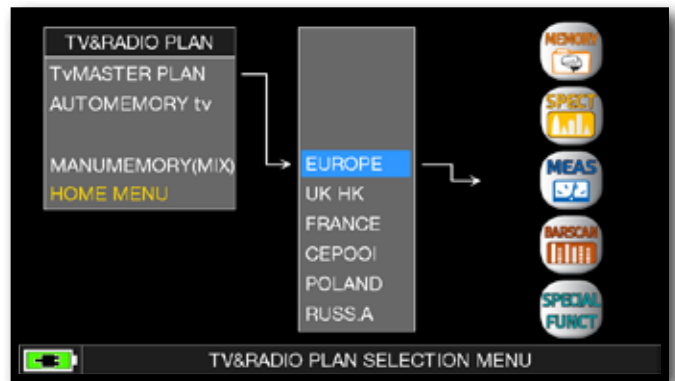 TV&RADIO PLAN
TvMASTER PLAN
AUTOMEMORY tv
MANUMEMORY(MIX)
HOME MENU
EUROPE
UK HK
FRANCE
CEPOOI
POLAND
RUSS.A
MEMORY
SPECT
MEAS
BARSCAN
SPECIAL
FUNCT
TV&RADIO PLAN SELECTION MENU